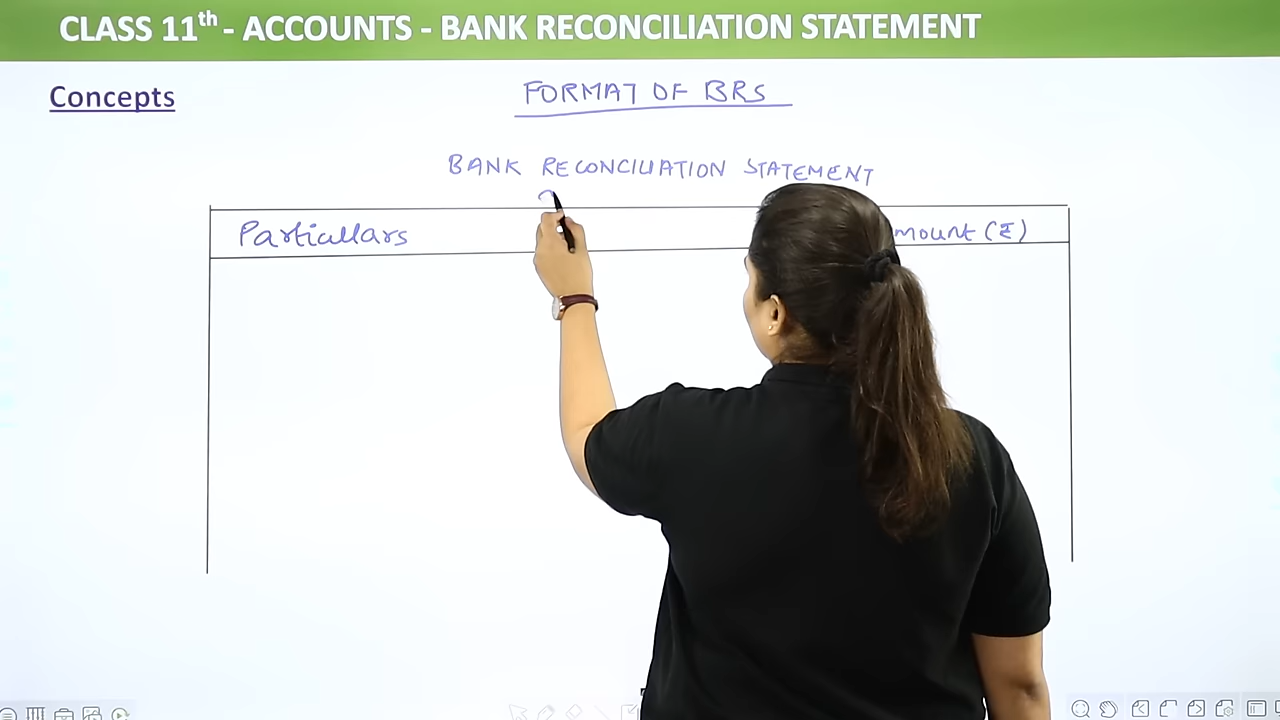 CLASS 11th - ACCOUNTS - BANK RECONCILIATION STATEMENT
Concepts
FORMAT OF BRS
BANK RECONCILIATION STATEMENT
Particulars mount (₹)